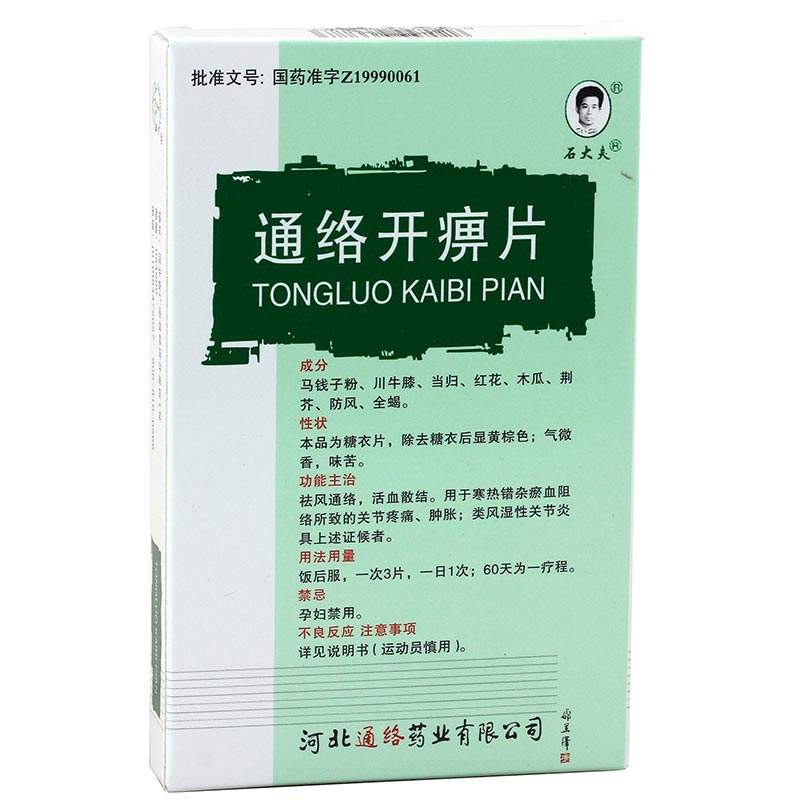 批准文号: 国药准字Z19990061
石大夫
通络开痹片
TONGLUO KAIBI PIAN
成分
马钱子粉、川牛膝、当归、红花、木瓜、荆
芥、防风、全蝎。
性状
本品为糖衣片，除去糖衣后显黄棕色；气微
香，味苦。
功能主治
祛风通络，活血散结。用于寒热错杂瘀血阻
络所致的关节疼痛、肿胀；类风湿性关节炎
具上述证候者。
用法用量
饭后服，一次3片，一日1次；60天为一疗程。
禁忌
孕妇禁用。
不良反应 注意事项
详见说明书(运动员慎用)。
河北通络药业有限公司
TONGLUO KAIBI PIAN